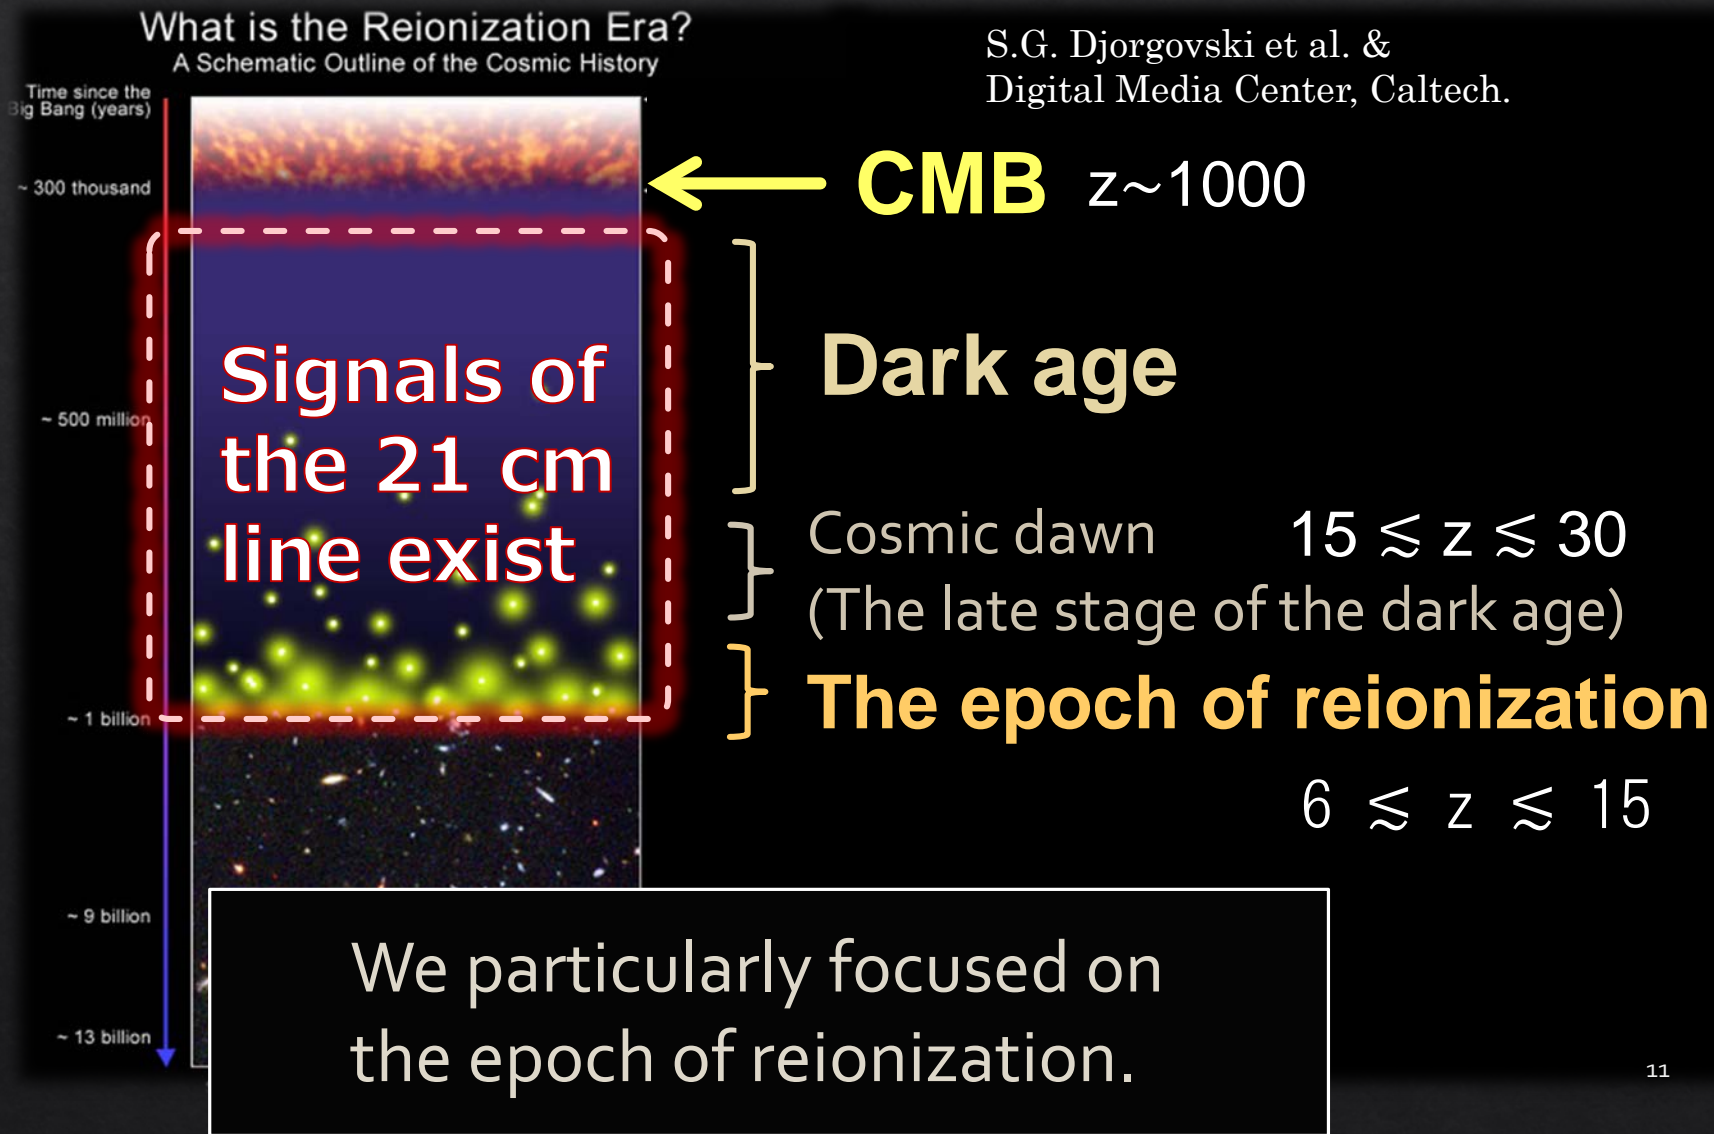 What is the Reionization Era?
A Schematic Outline of the Cosmic History
S.G. Djorgovski et al. &
Digital Media Center, Caltech.
Time since the
Big Bang (years)
~ 300 thousand
CMB z~1000
Dark age
Signals of
the 21 cm
line exist
~ 500 million
Cosmic dawn 15 ≲ z ≲ 30
(The late stage of the dark age)
The epoch of reionization
~ 1 billion
6 ≲ z ≲ 15
~ 9 billion
~ 13 billion
We particularly focused on
the epoch of reionization.
11